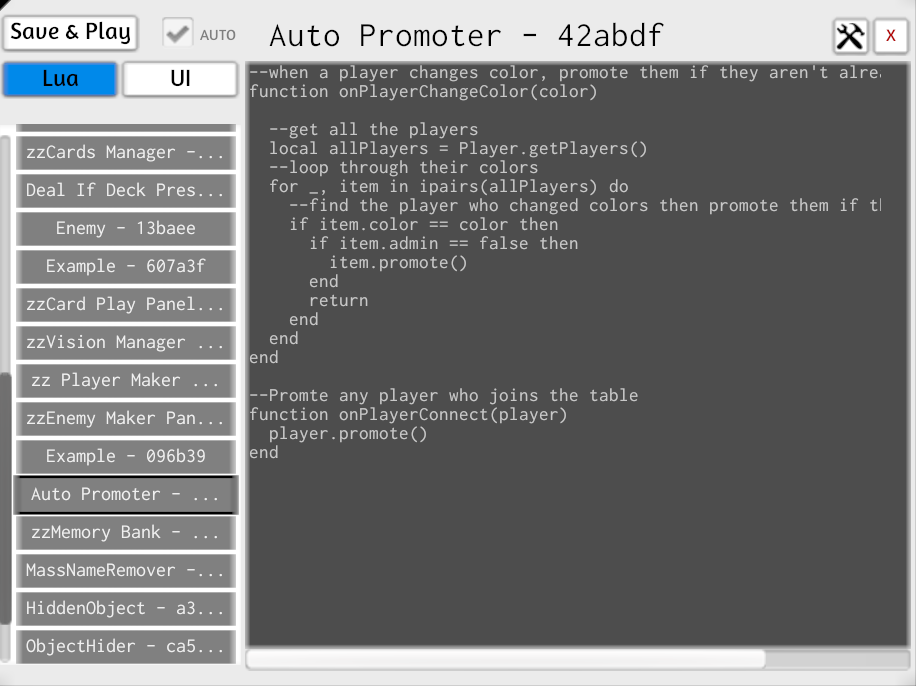 Save & Play
AUTO
Auto Promoter - 42abdf
X
Lua
UI
zzCards Manager -...
Deal If Deck Pres...
Enemy - 13baee
Example - 607a3f
zzCard Play Panel...
zzVision Manager ...
zz Player Maker ...
zzEnemy Maker Pan...
Example - 096b39
Auto Promoter - ...
zzMemory Bank - ...
MassNameRemover -...
HiddenObject - a3...
ObjectHider - ca5...
--when a player changes color, promote them if they aren't
function onPlayerChangeColor(color)
--get all the players
local allPlayers = Player.getPlayers()
--loop through their colors
for _, item in ipairs(allPlayers) do
--find the player who changed colors then promote them if
if item.color == color then
if item.admin == false then
item.promote()
end
return
end
end
end
--Promte any player who joins the table
function onPlayerConnect(player)
player.promote()
end